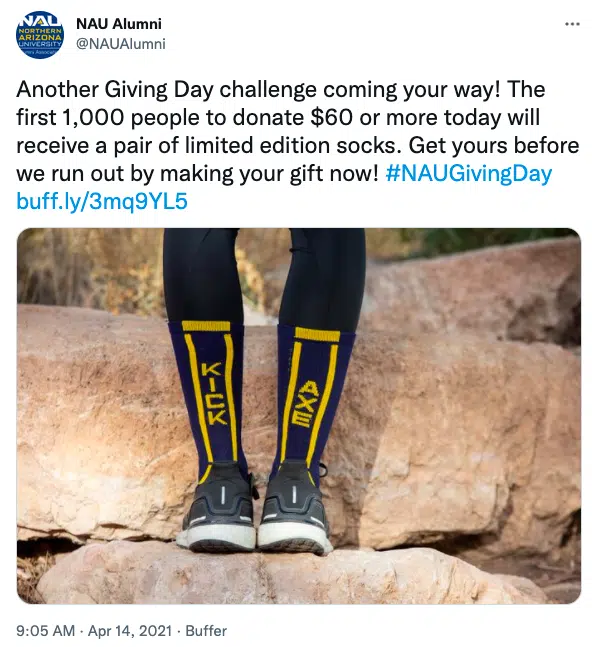 NAU
NORTHERN
ARIZONA
UNIVERSITY
NAU Alumni
@NAUAlumni
Another Giving Day challenge coming your way! The
first 1,000 people to donate $60 or more today will
receive a pair of limited edition socks. Get yours before
we run out by making your gift now! #NAUGivingDay
buff.ly/3mq9YL5
KICK
AXE
9:05 AM · Apr 14, 2021 · Buffer